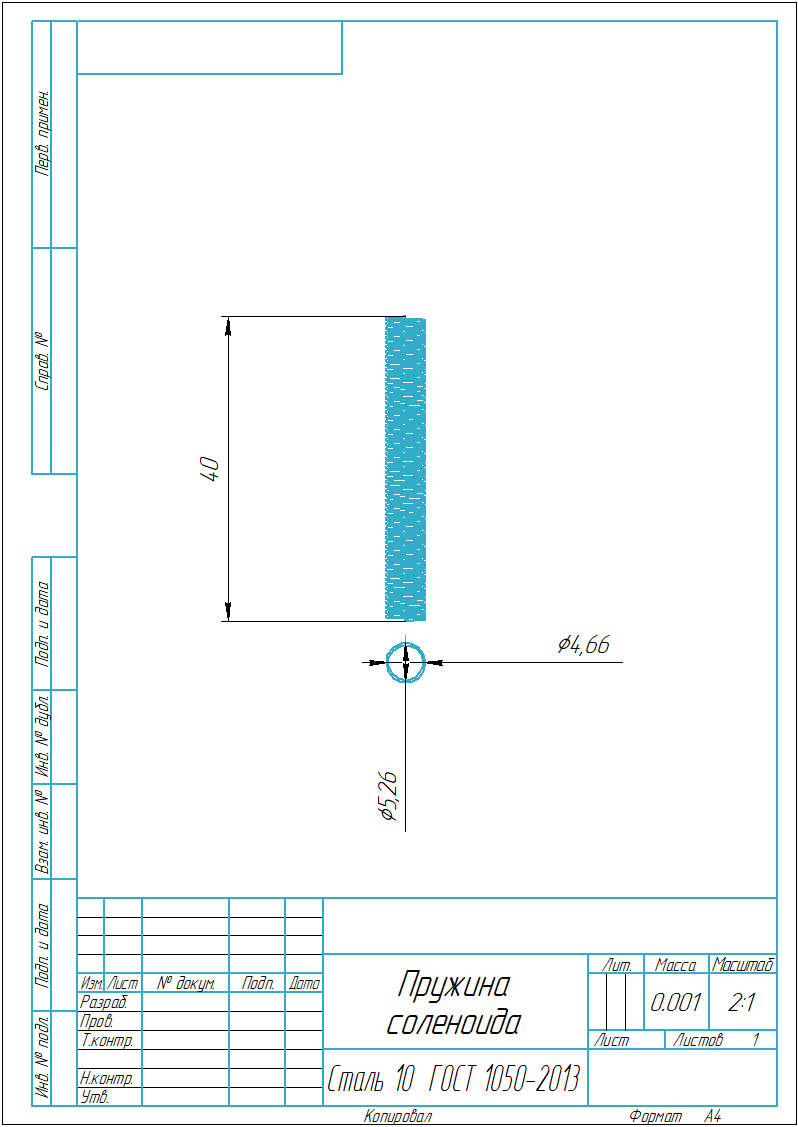 Перв. примен.
Справ. №
Подп. и дата
Инв. № дубл.
Взам. инв. №
Подп. и дата
Инв. № подл.
40
⌀4,66
⌀5,26
Изм. Лист № докум. Подп. Дата
Разраб.
Пров.
Т.контр.
Н.контр.
Утв.
Пружина
соленоида
Сталь 10 ГОСТ 1050-2013
Лит. Масса Масштаб
0.001 2:1
Лист Листов 1
Копировал Формат А4